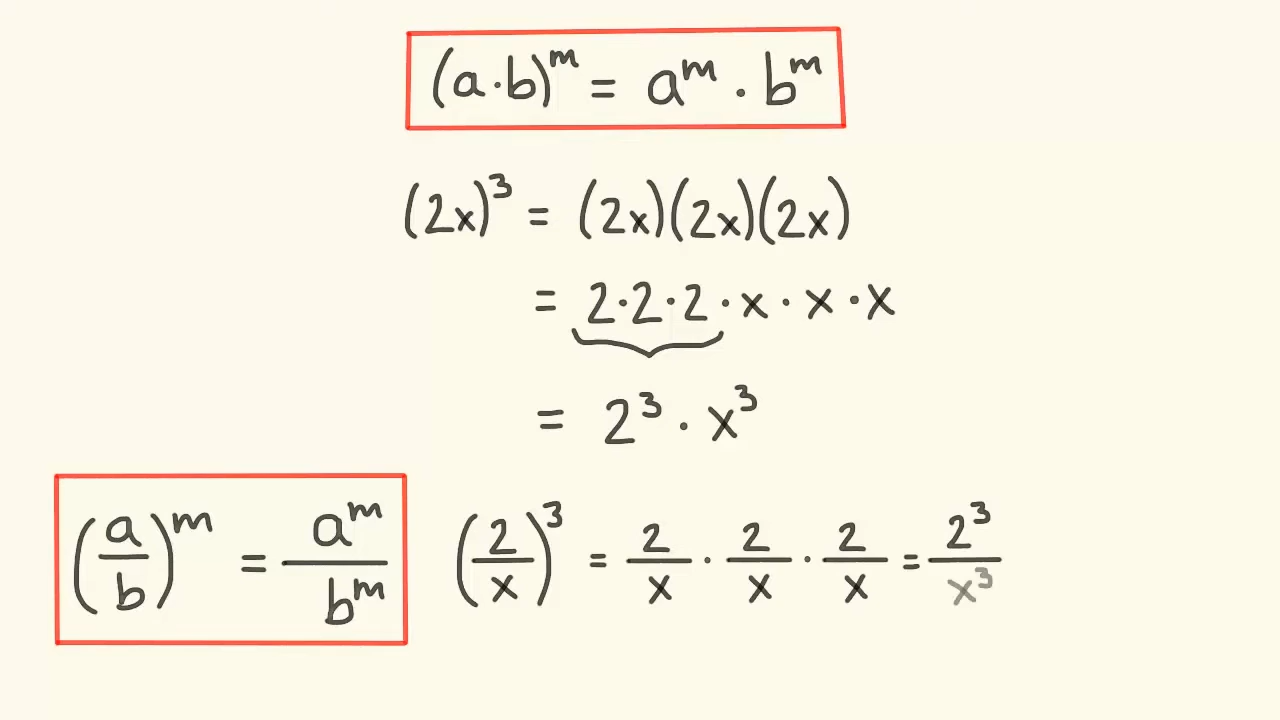 (a·b)^m = a^m · b^m
(2x)^3 = (2x)(2x)(2x)
= 2·2·2·x·x·x
= 2^3 · x^3
(a/b)^m = a^m/b^m (2/x)^3 = 2/x · 2/x · 2/x = 2^3/x^3